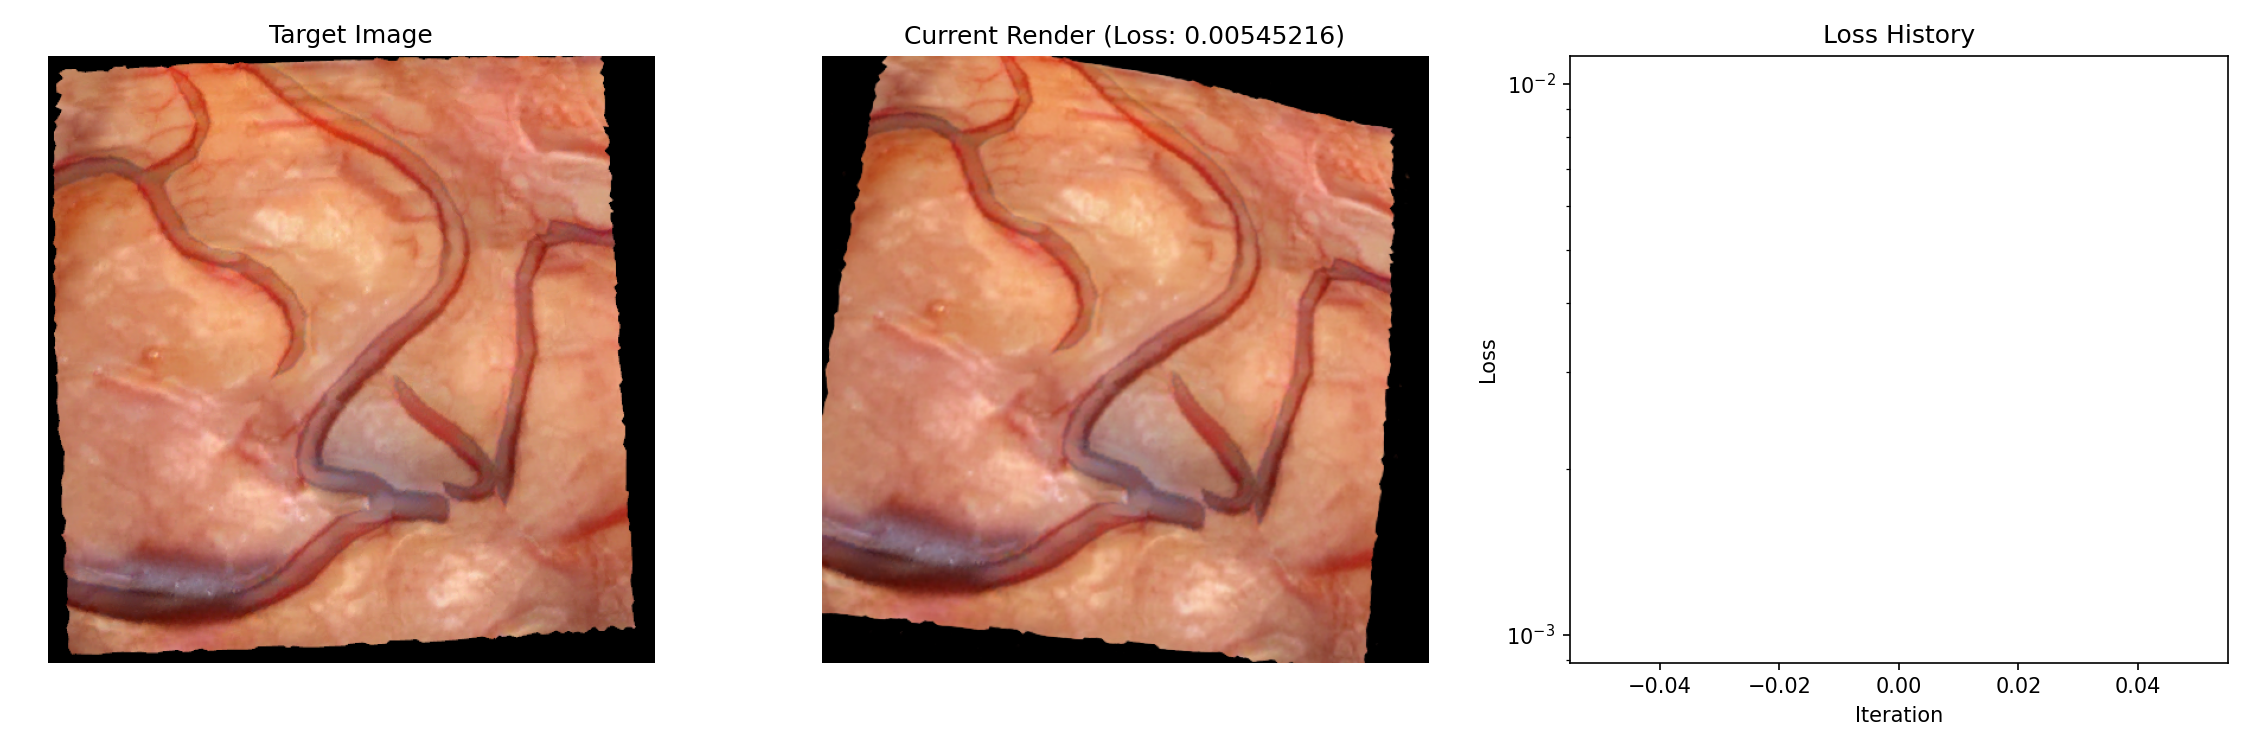 Target Image
Current Render (Loss: 0.00545216)
Loss History
10⁻²
10⁻³
Loss
−0.04
−0.02
0.00
0.02
0.04
Iteration